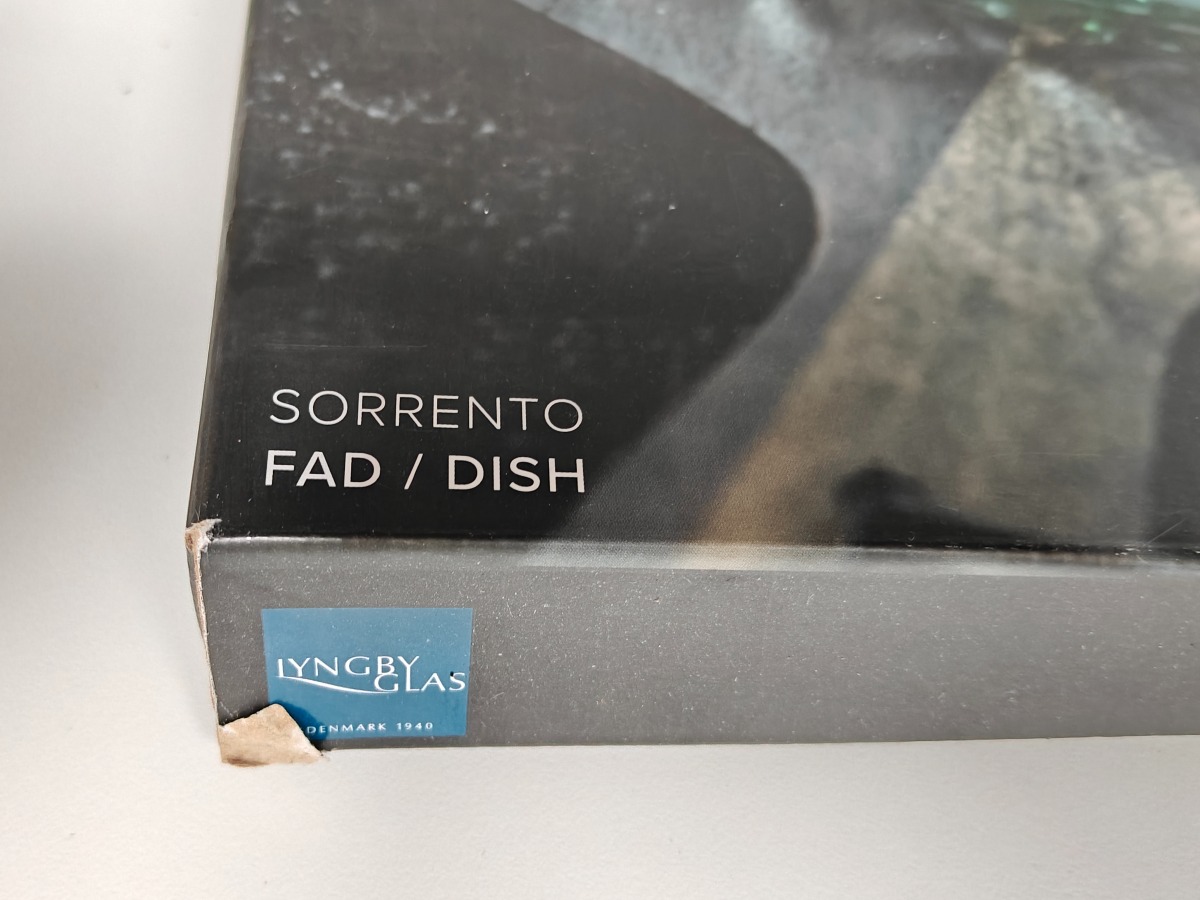 SORRENTO
FAD / DISH
LYNGBY
GLAS
DENMARK 1940